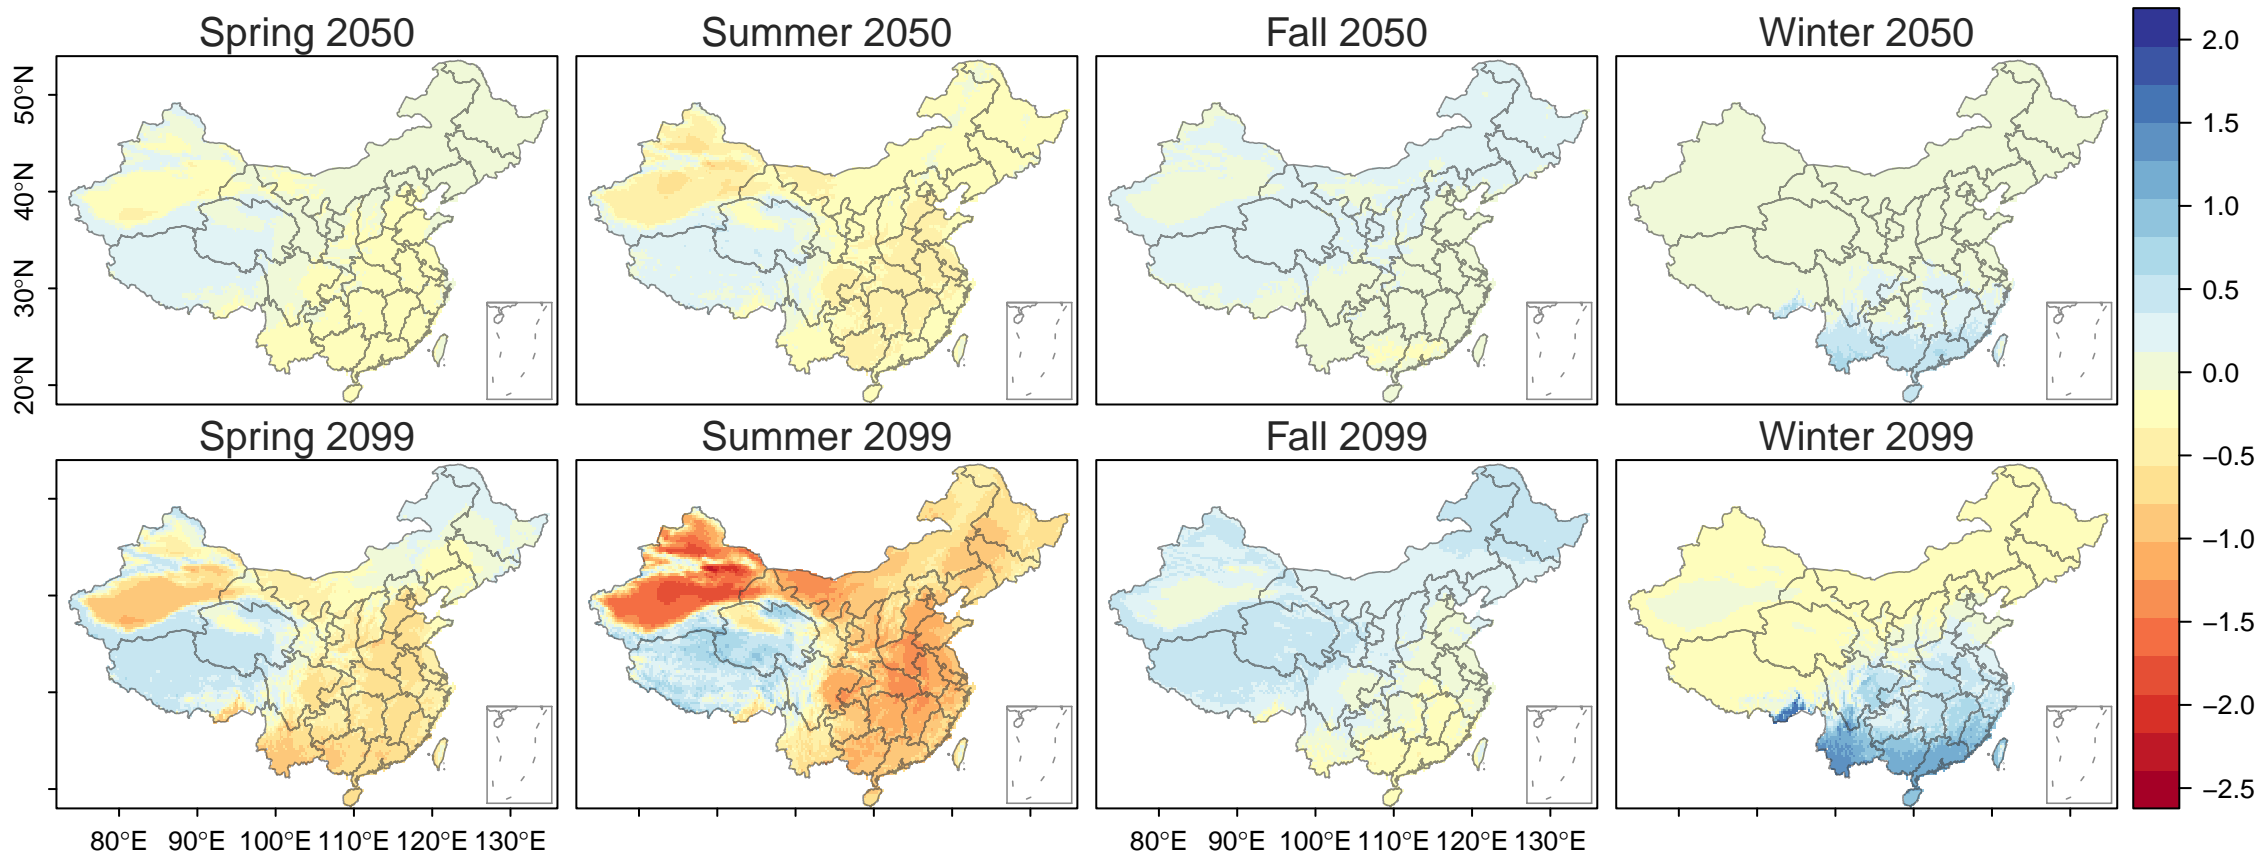 Spring 2050 Summer 2050 Fall 2050 Winter 2050
50°N
40°N
30°N
20°N
Spring 2099 Summer 2099 Fall 2099 Winter 2099
80°E 90°E 100°E 110°E 120°E 130°E
80°E 90°E 100°E 110°E 120°E 130°E
2.0
1.5
1.0
0.5
0.0
−0.5
−1.0
−1.5
−2.0
−2.5